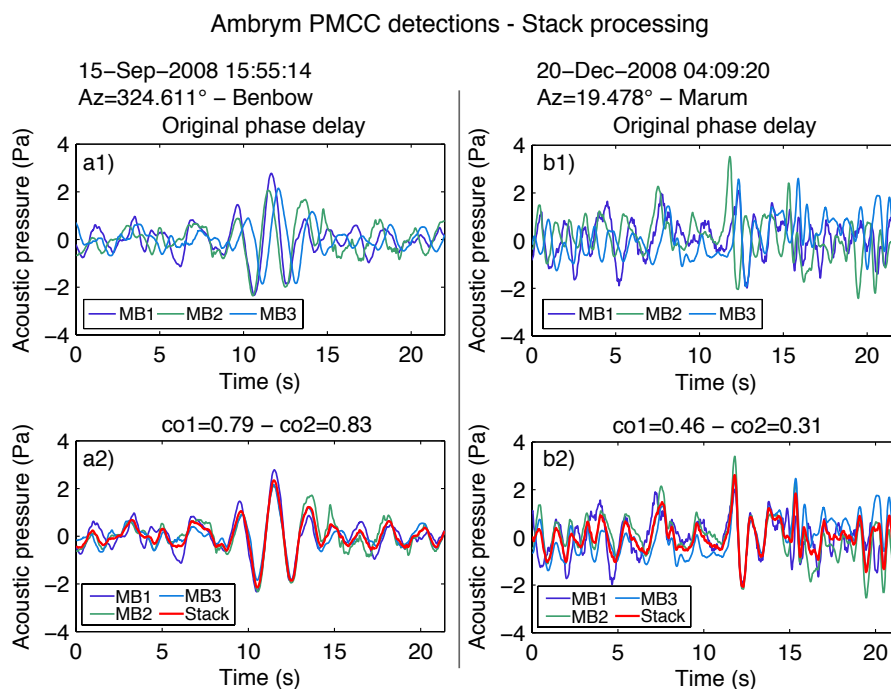 Ambrym PMCC detections - Stack processing
15−Sep−2008 15:55:14
Az=324.611° − Benbow
Original phase delay
a1)
Acoustic pressure (Pa)
4
2
0
−2
−4
MB1 MB2 MB3
0 5 10 15 20
Time (s)
20−Dec−2008 04:09:20
Az=19.478° − Marum
Original phase delay
b1)
Acoustic pressure (Pa)
4
2
0
−2
−4
MB1 MB2 MB3
0 5 10 15 20
Time (s)
co1=0.79 − co2=0.83
a2)
Acoustic pressure (Pa)
4
2
0
−2
−4
MB1 MB3
MB2 Stack
0 5 10 15 20
Time (s)
co1=0.46 − co2=0.31
b2)
Acoustic pressure (Pa)
4
2
0
−2
−4
MB1 MB3
MB2 Stack
0 5 10 15 20
Time (s)